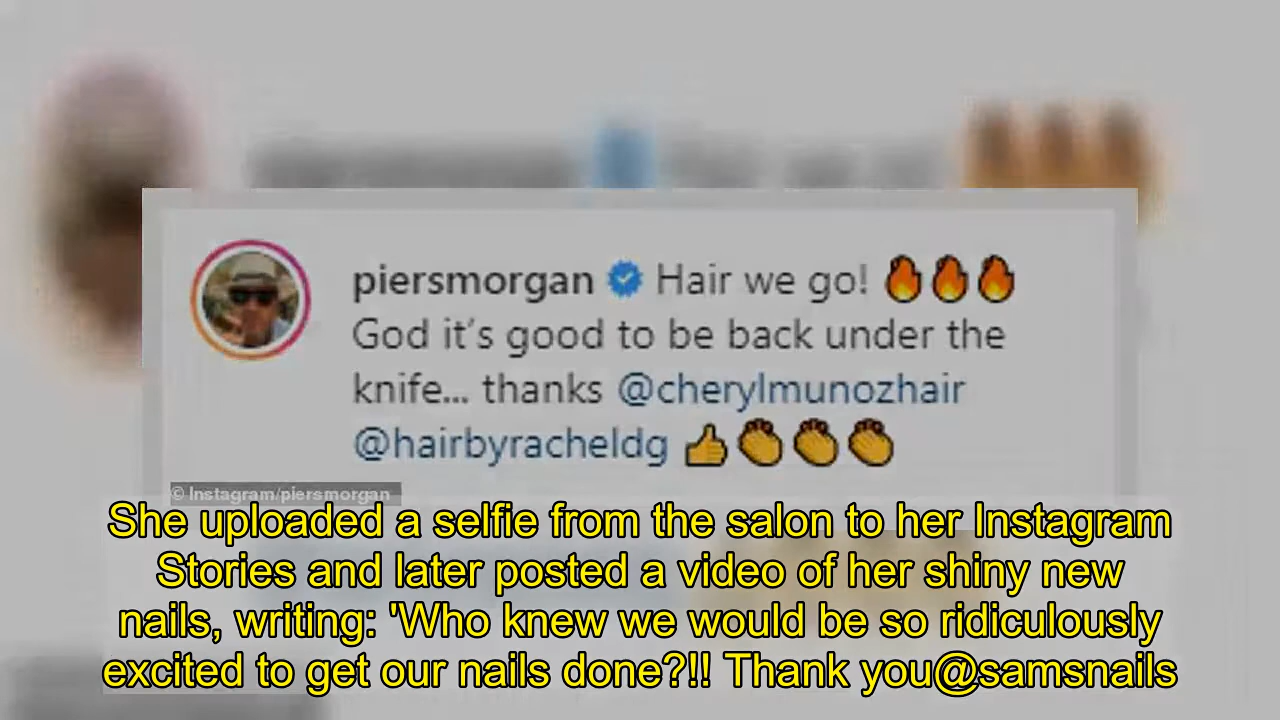 piersmorgan Hair we go! 🔥🔥🔥
God it's good to be back under the
knife... thanks @cherylmunozhair
@hairbyracheldg 👍👏👏👏
© Instagram/piersmorgan
She uploaded a selfie from the salon to her Instagram
Stories and later posted a video of her shiny new
nails, writing: 'Who knew we would be so ridiculously
excited to get our nails done?!! Thank you@samsnails